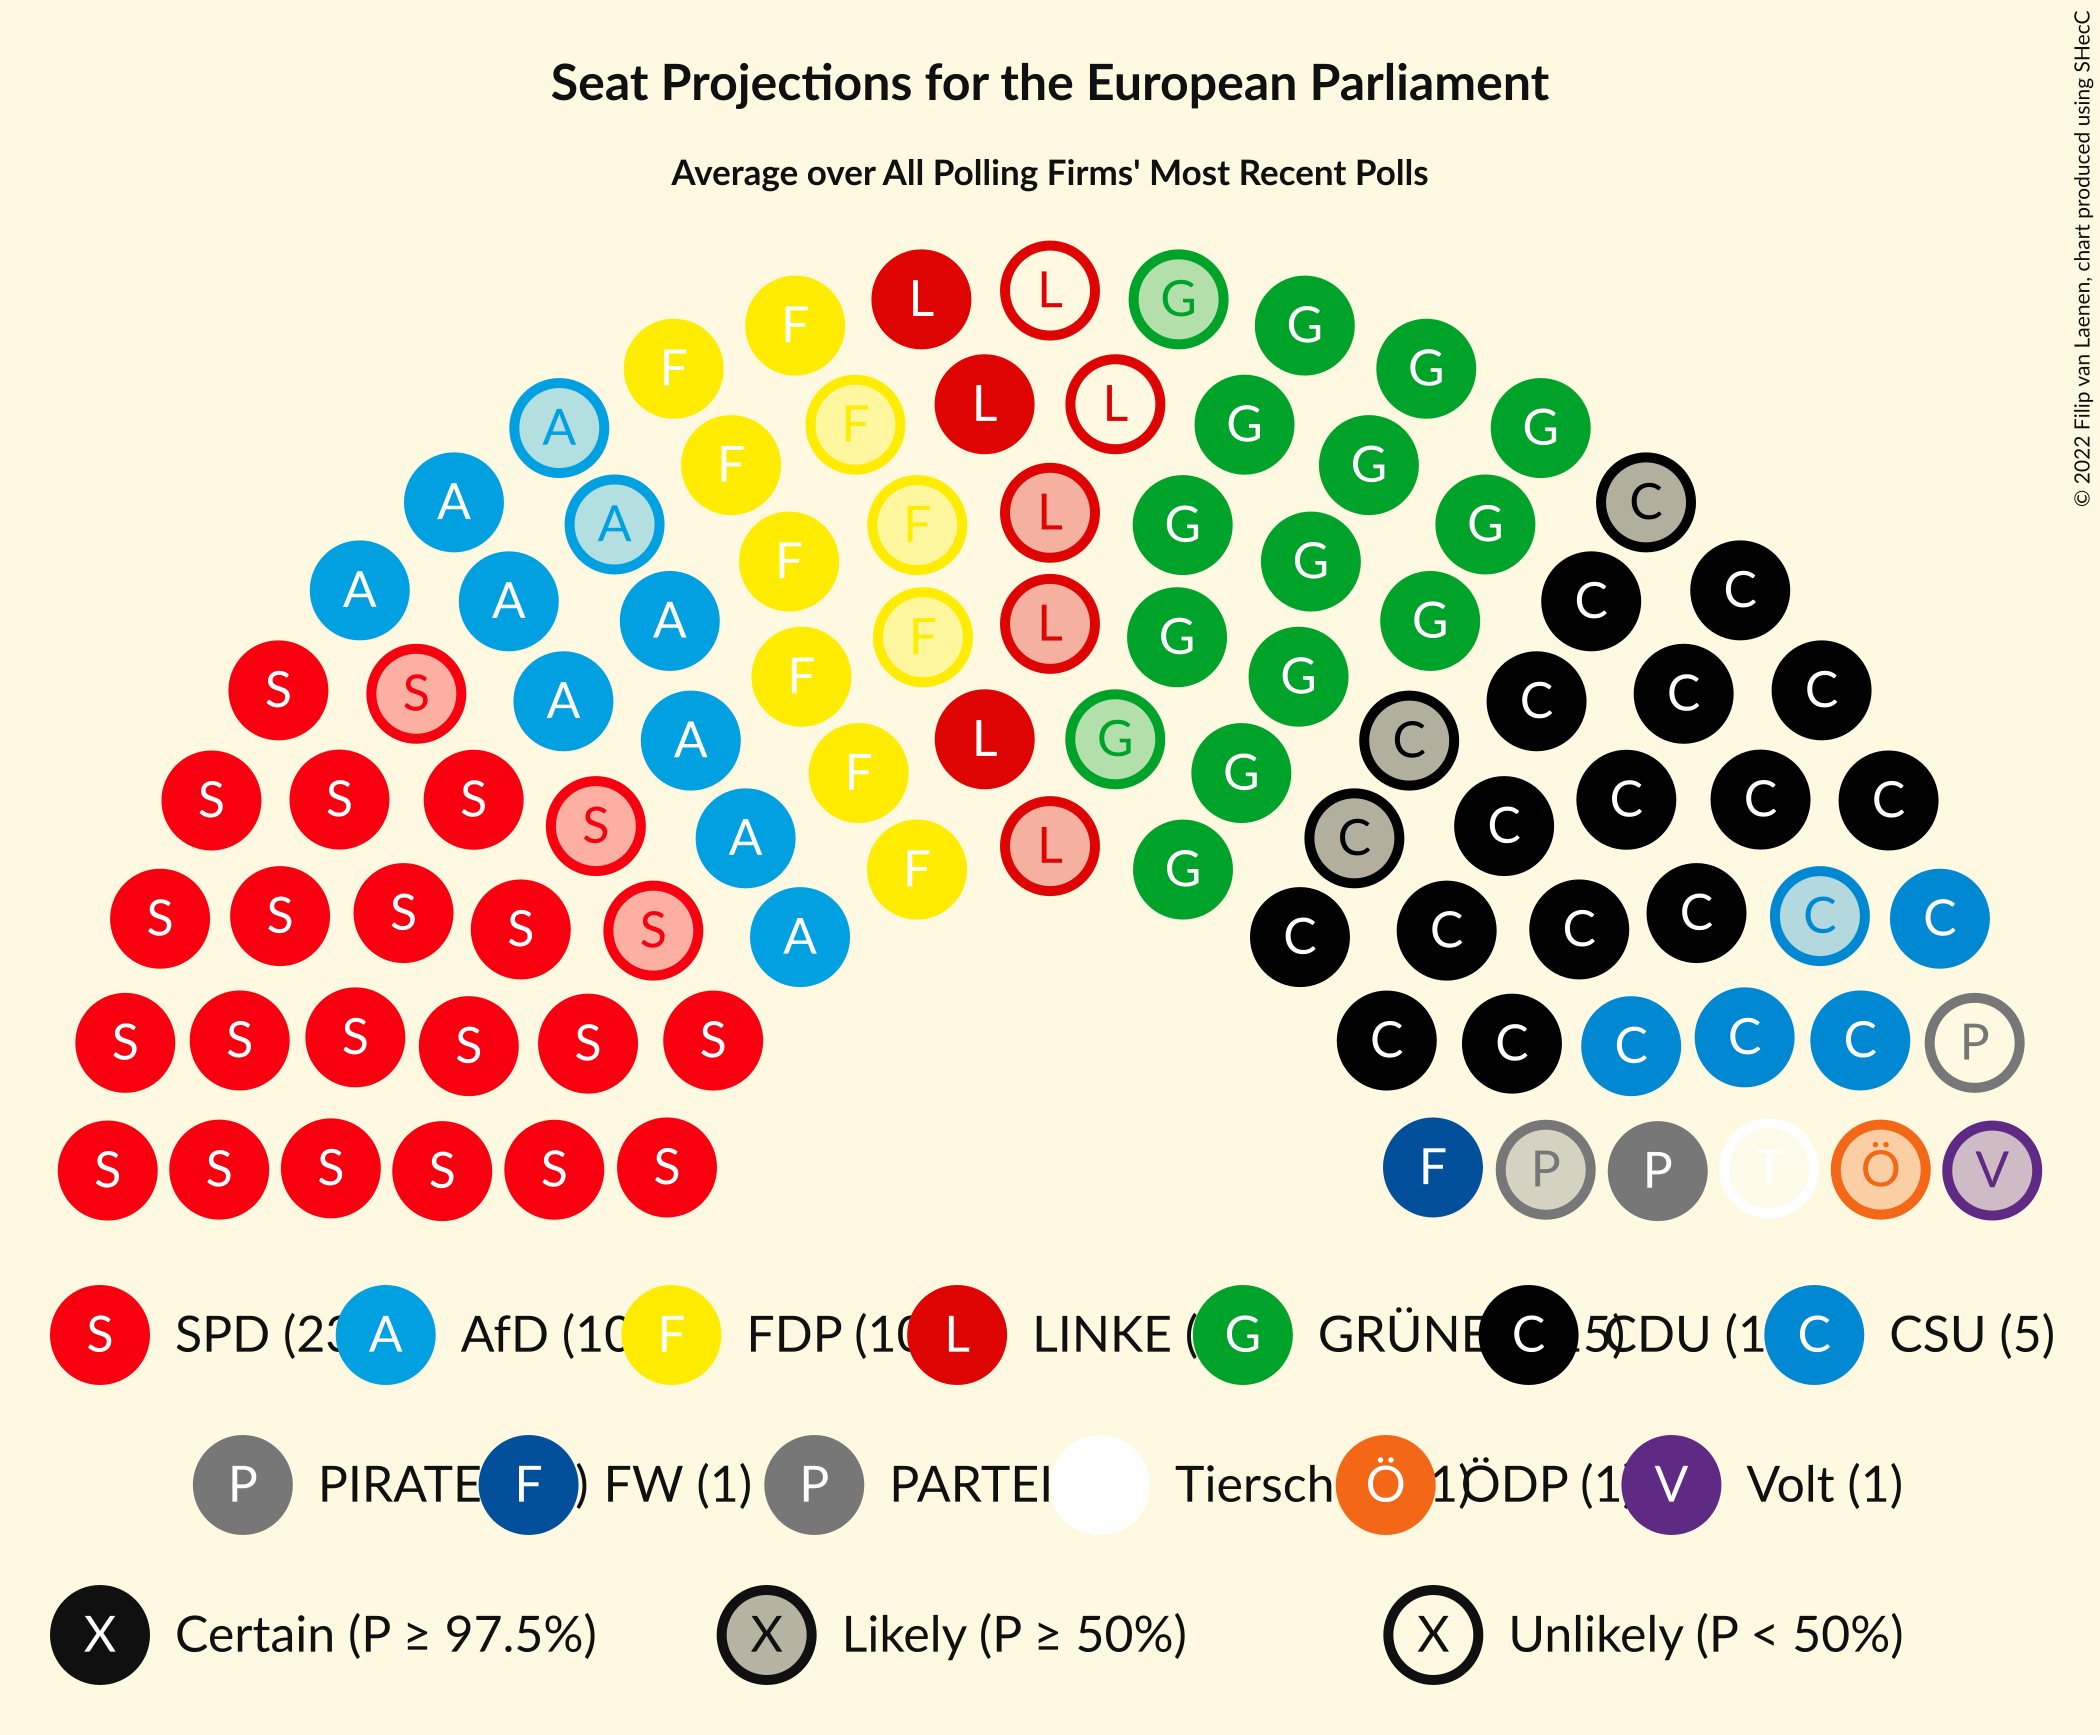 © 2022 Filip van Laenen, chart produced using SHecC
Seat Projections for the European Parliament
Average over All Polling Firms' Most Recent Polls
L L G
F G
F G
L L
A F G G
F G
A L C
A F G G
F G
A A C C
A F L G G
F G
S S A C C C
A L G C
F G
S S S C C C
S A L C C
F G
S S S C C C
S S A C C C
S S S S S S C C C C C P
S S S S S S F P P T Ö V
S SPD (23 A AfD (10 F FDP (10 L LINKE ( G GRÜNE C 5) CDU (1 C CSU (5)
P PIRATE F ) FW (1) P PARTEI Tiersch Ö 1) ÖDP (1) V Volt (1)
X Certain (P ≥ 97.5%) X Likely (P ≥ 50%) X Unlikely (P < 50%)